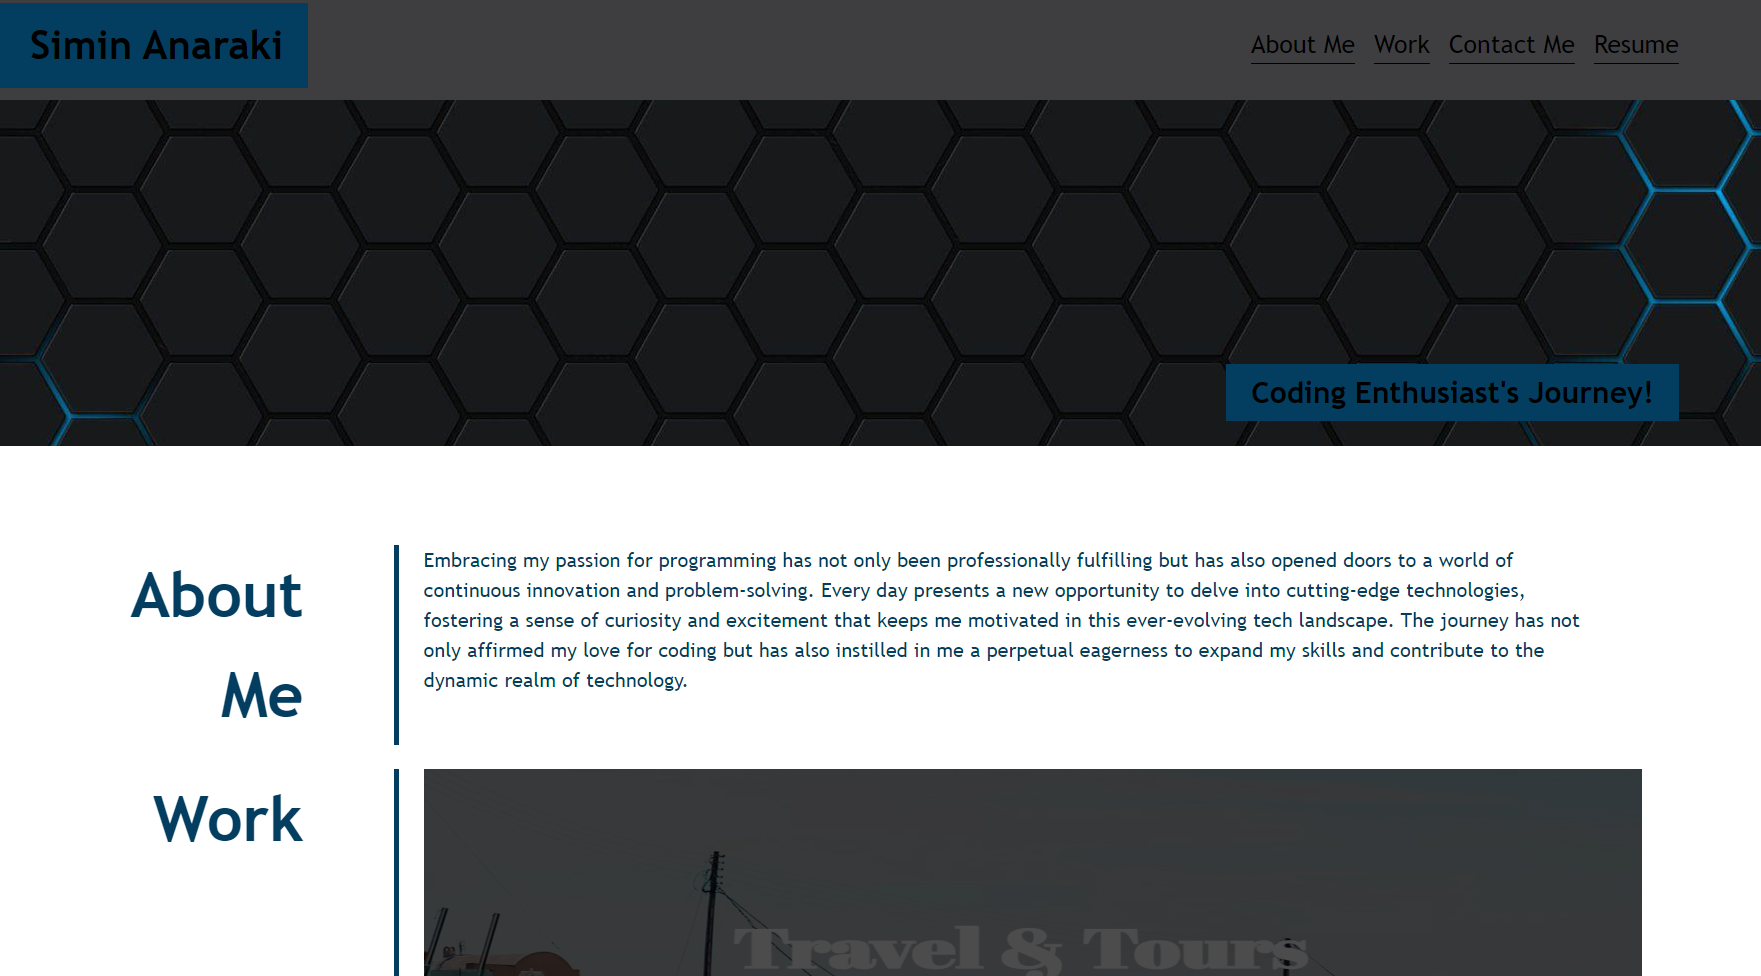 Simin Anaraki
About Me Work Contact Me Resume
Coding Enthusiast's Journey!
About
Me
Embracing my passion for programming has not only been professionally fulfilling but has also opened doors to a world of
continuous innovation and problem-solving. Every day presents a new opportunity to delve into cutting-edge technologies,
fostering a sense of curiosity and excitement that keeps me motivated in this ever-evolving tech landscape. The journey has not
only affirmed my love for coding but has also instilled in me a perpetual eagerness to expand my skills and contribute to the
dynamic realm of technology.
Work
Travel & Tours